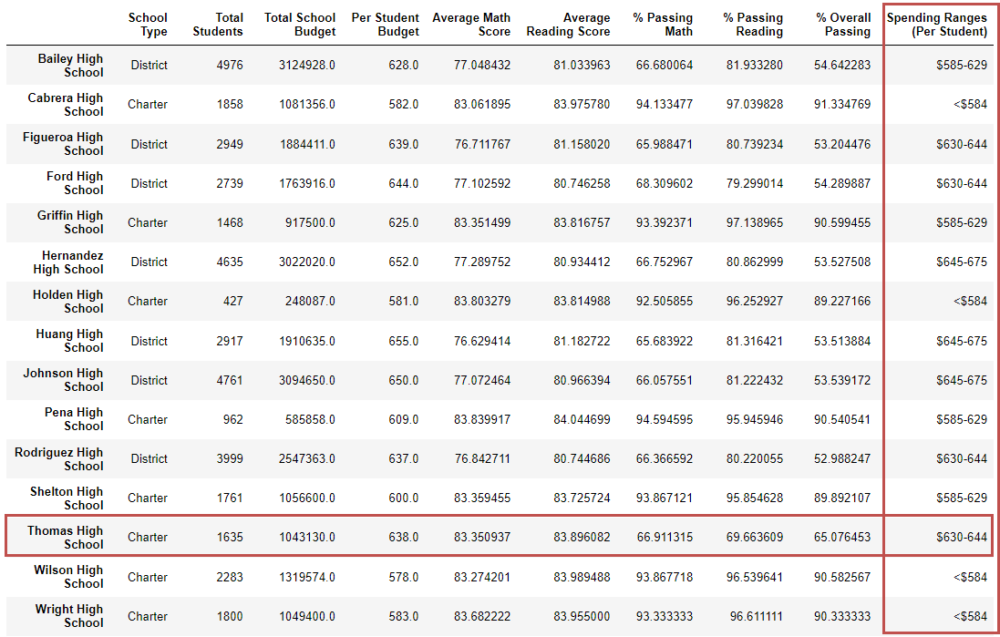 School Type Total Students Total School Budget Per Student Budget Average Math Score Average Reading Score % Passing Math % Passing Reading % Overall Passing Spending Ranges (Per Student)
Bailey High School District 4976 3124928.0 628.0 77.048432 81.033963 66.680064 81.933280 54.642283 $585-629
Cabrera High School Charter 1858 1081356.0 582.0 83.061895 83.975780 94.133477 97.039828 91.334769 <$584
Figueroa High School District 2949 1884411.0 639.0 76.711767 81.158020 65.988471 80.739234 53.204476 $630-644
Ford High School District 2739 1763916.0 644.0 77.102592 80.746258 68.309602 79.299014 54.289887 $630-644
Griffin High School Charter 1468 917500.0 625.0 83.351499 83.816757 93.392371 97.138965 90.599455 $585-629
Hernandez High School District 4635 3022020.0 652.0 77.289752 80.934412 66.752967 80.862999 53.527508 $645-675
Holden High School Charter 427 248087.0 581.0 83.803279 83.814988 92.505855 96.252927 89.227166 <$584
Huang High School District 2917 1910635.0 655.0 76.629414 81.182722 65.683922 81.316421 53.513884 $645-675
Johnson High School District 4761 3094650.0 650.0 77.072464 80.966394 66.057551 81.222432 53.539172 $645-675
Pena High School Charter 962 585858.0 609.0 83.839917 84.044699 94.594595 95.945946 90.540541 $585-629
Rodriguez High School District 3999 2547363.0 637.0 76.842711 80.744686 66.366592 80.220055 52.988247 $630-644
Shelton High School Charter 1761 1056600.0 600.0 83.359455 83.725724 93.867121 95.854628 89.892107 $585-629
Thomas High School Charter 1635 1043130.0 638.0 83.350937 83.896082 66.911315 69.663609 65.076453 $630-644
Wilson High School Charter 2283 1319574.0 578.0 83.274201 83.989488 93.867718 96.539641 90.582567 <$584
Wright High School Charter 1800 1049400.0 583.0 83.682222 83.955000 93.333333 96.611111 90.333333 <$584